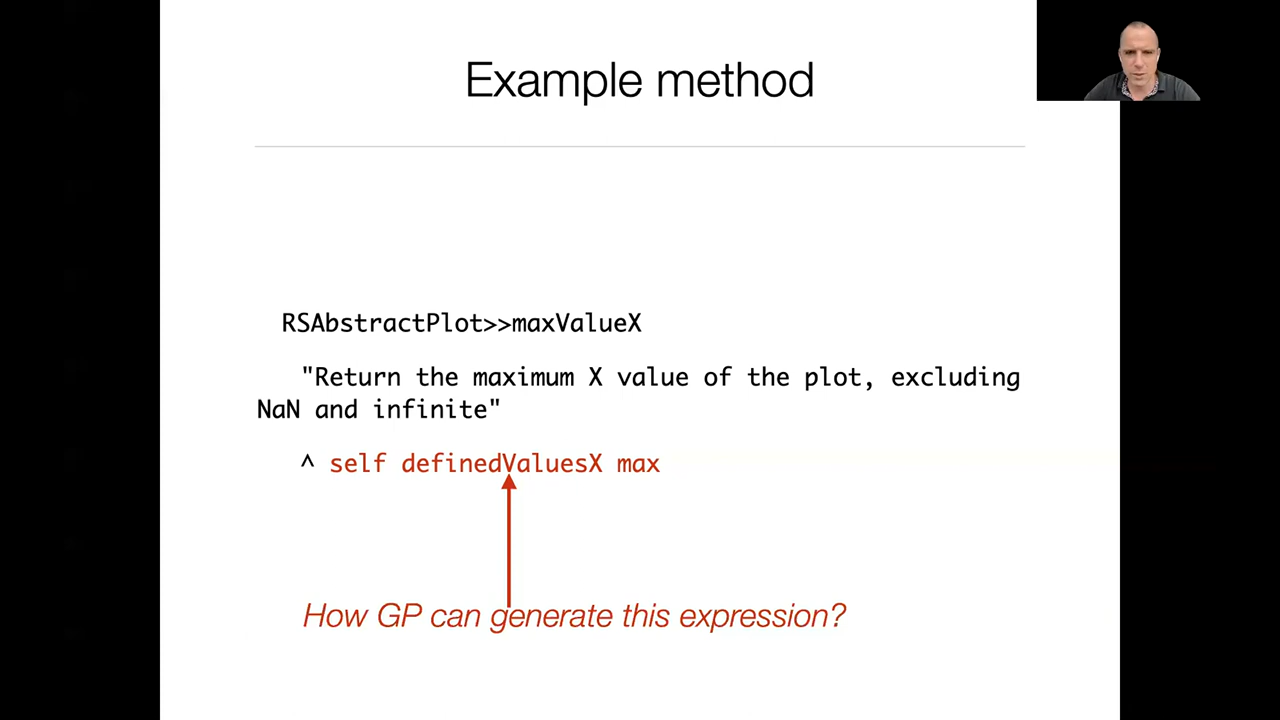 Example method
RSAbstractPlot>>maxValueX
"Return the maximum X value of the plot, excluding
NaN and infinite"
^ self definedValuesX max
How GP can generate this expression?